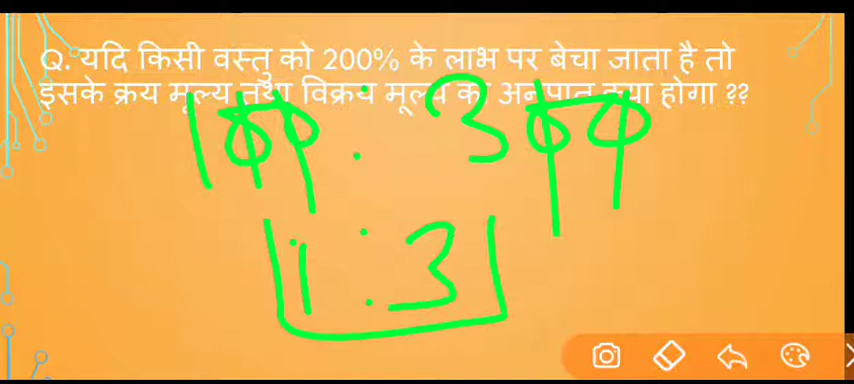 Q. यदि किसी वस्तु को 200% के लाभ पर बेचा जाता है तो
इसके क्रय मूल्य तथा विक्रय मूल्य का अनुपात क्या होगा ??
100 : 300
1 : 3